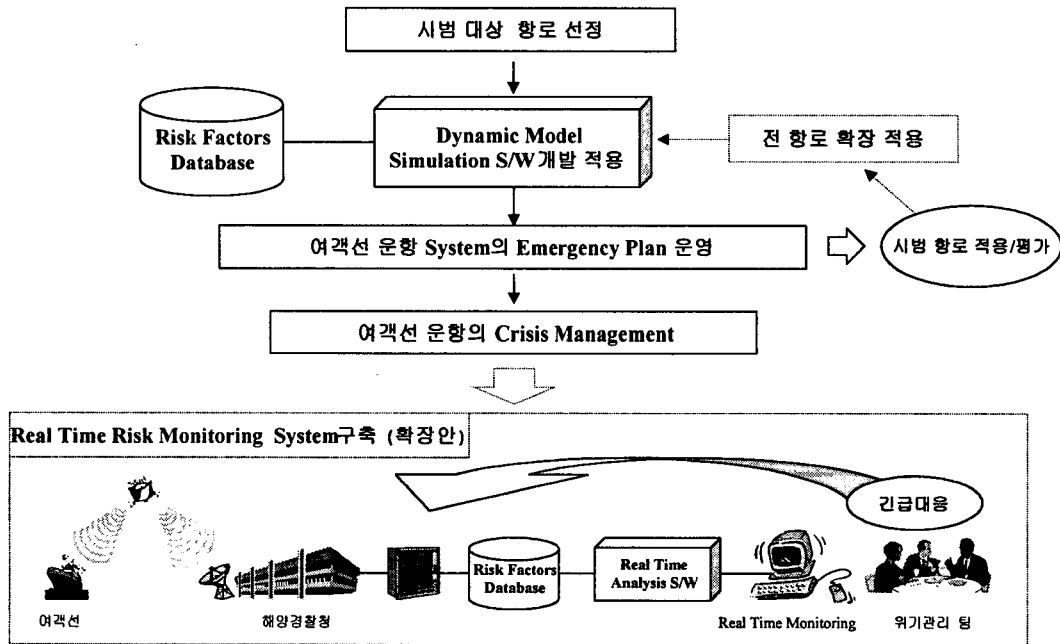 시범 대상 항로 선정
Risk Factors
Database
Dynamic Model
Simulation S/W 개발 적용
전 항로 확장 적용
여객선 운항 System의 Emergency Plan 운영
시범 항로 적용/평가
여객선 운항의 Crisis Management
Real Time Risk Monitoring System구축 (확장안)
긴급대응
Risk Factors
Database
Real Time
Analysis S/W
여객선
해양경찰청
Real Time Monitoring
위기관리 팀